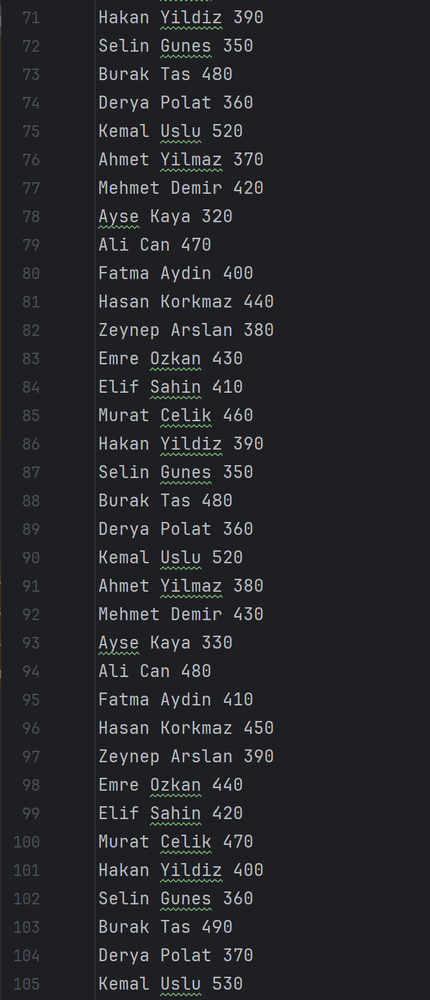 71 Hakan Yildiz 390
72 Selin Gunes 350
73 Burak Tas 480
74 Derya Polat 360
75 Kemal Uslu 520
76 Ahmet Yilmaz 370
77 Mehmet Demir 420
78 Ayse Kaya 320
79 Ali Can 470
80 Fatma Aydin 400
81 Hasan Korkmaz 440
82 Zeynep Arslan 380
83 Emre Ozkan 430
84 Elif Sahin 410
85 Murat Celik 460
86 Hakan Yildiz 390
87 Selin Gunes 350
88 Burak Tas 480
89 Derya Polat 360
90 Kemal Uslu 520
91 Ahmet Yilmaz 380
92 Mehmet Demir 430
93 Ayse Kaya 330
94 Ali Can 480
95 Fatma Aydin 410
96 Hasan Korkmaz 450
97 Zeynep Arslan 390
98 Emre Ozkan 440
99 Elif Sahin 420
100 Murat Celik 470
101 Hakan Yildiz 400
102 Selin Gunes 360
103 Burak Tas 490
104 Derya Polat 370
105 Kemal Uslu 530